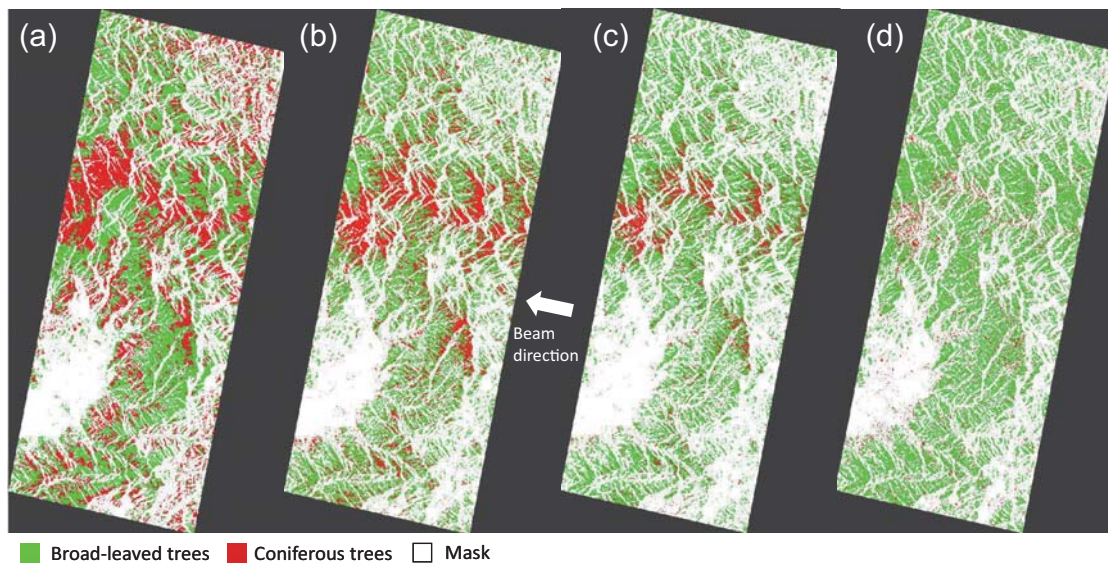 (a) (b) (c) (d)
Beam
direction
Broad-leaved trees Coniferous trees Mask